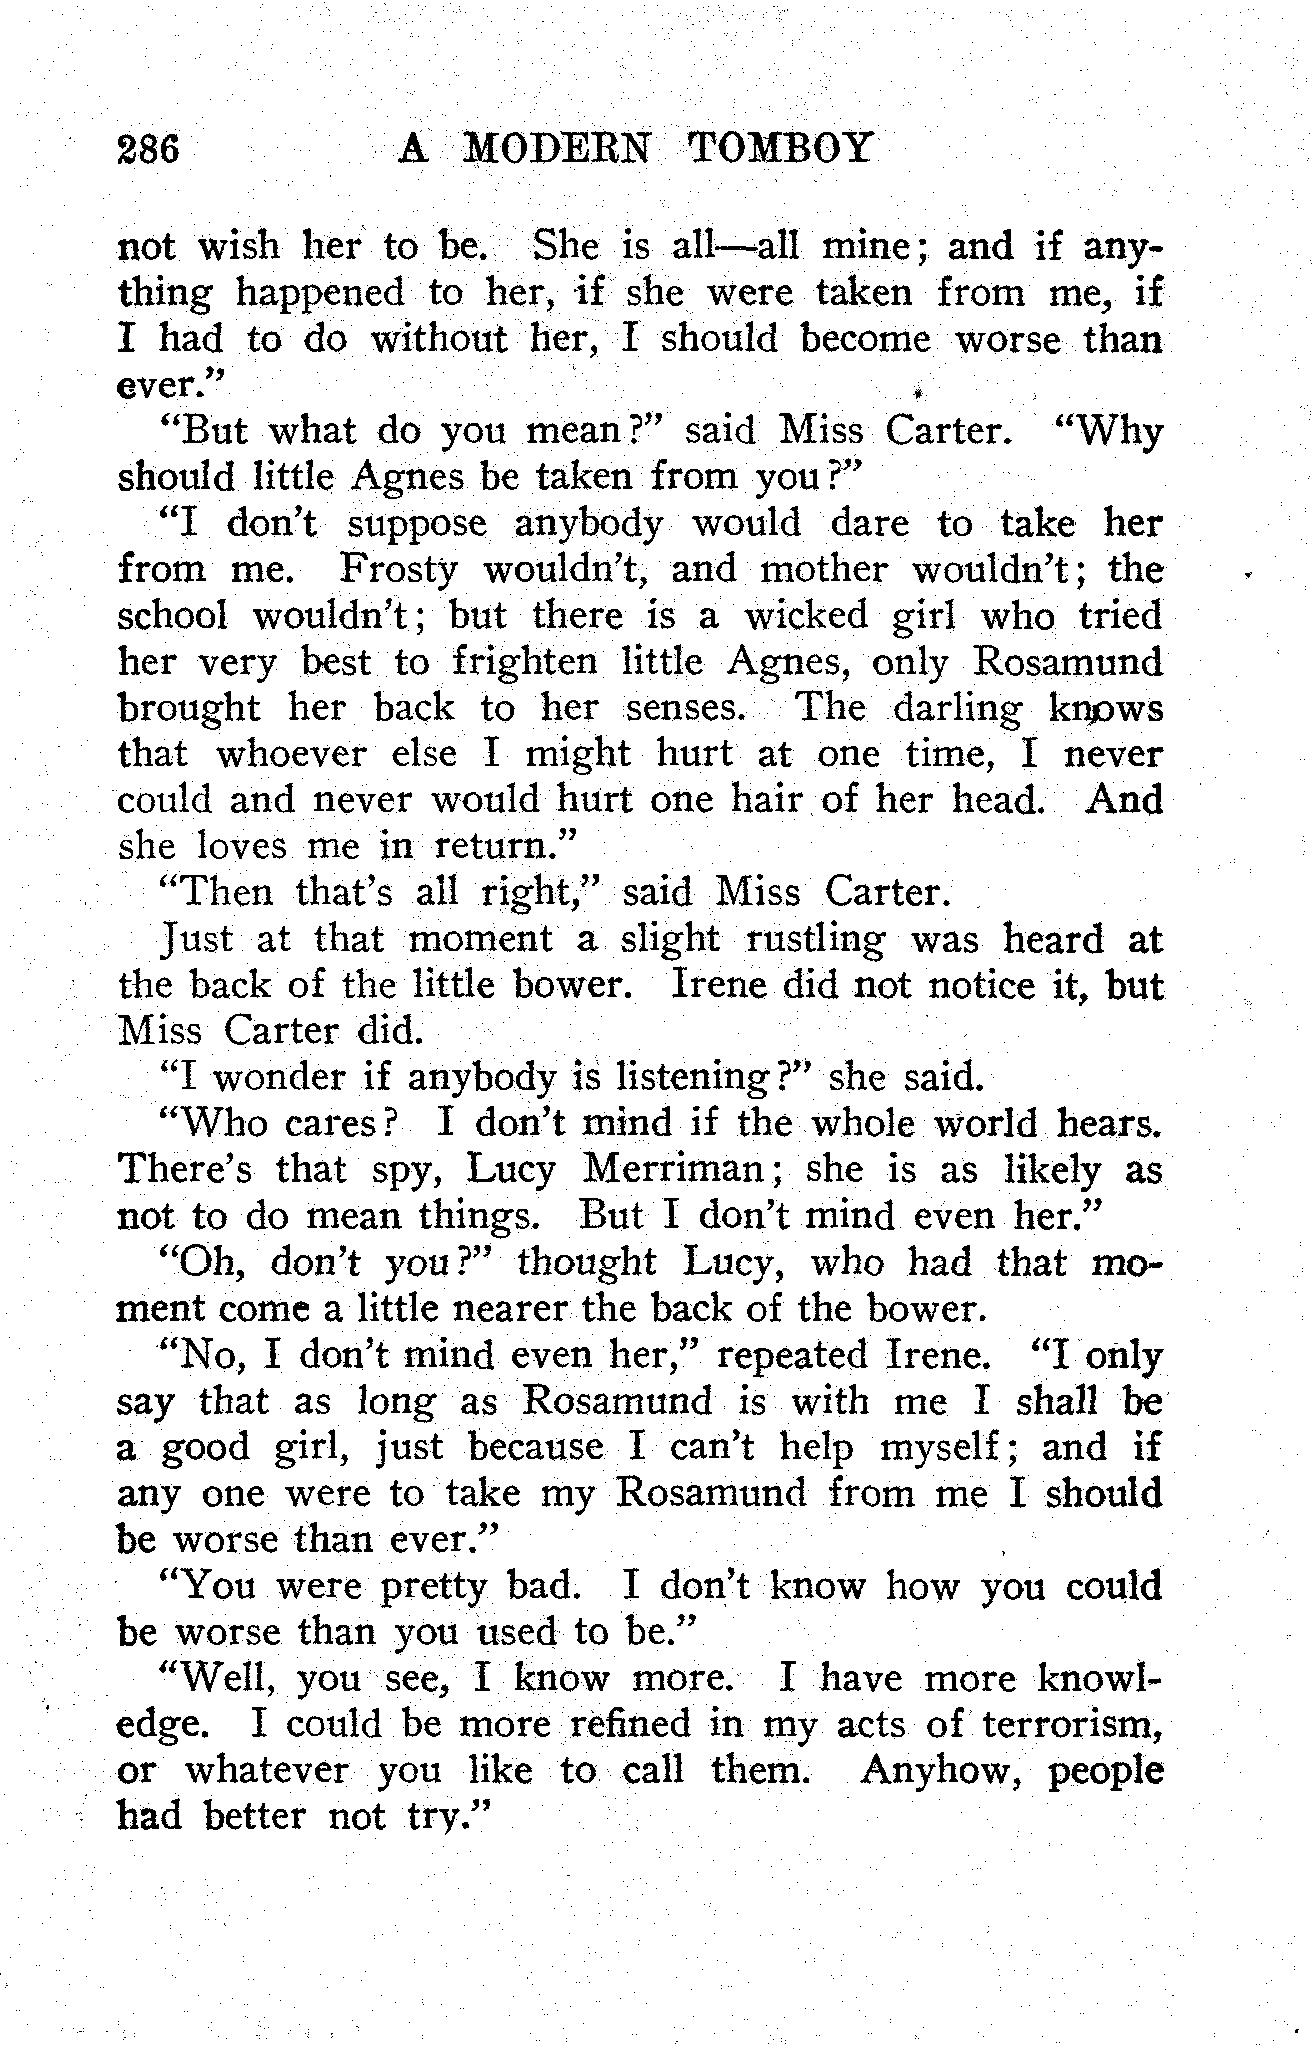 286 A MODERN TOMBOY
not wish her to be. She is all—all mine; and if any-
thing happened to her, if she were taken from me, if
I had to do without her, I should become worse than
ever."
"But what do you mean?" said Miss Carter. "Why
should little Agnes be taken from you?"
"I don't suppose anybody would dare to take her
from me. Frosty wouldn't, and mother wouldn't; the
school wouldn't; but there is a wicked girl who tried
her very best to frighten little Agnes, only Rosamund
brought her back to her senses. The darling knows
that whoever else I might hurt at one time, I never
could and never would hurt one hair of her head. And
she loves me in return."
"Then that's all right," said Miss Carter.
Just at that moment a slight rustling was heard at
the back of the little bower. Irene did not notice it, but
Miss Carter did.
"I wonder if anybody is listening?" she said.
"Who cares? I don't mind if the whole world hears.
There's that spy, Lucy Merriman; she is as likely as
not to do mean things. But I don't mind even her."
"Oh, don't you?" thought Lucy, who had that mo-
ment come a little nearer the back of the bower.
"No, I don't mind even her," repeated Irene. "I only
say that as long as Rosamund is with me I shall be
a good girl, just because I can't help myself; and if
any one were to take my Rosamund from me I should
be worse than ever."
"You were pretty bad. I don't know how you could
be worse than you used to be."
"Well, you see, I know more. I have more knowl-
edge. I could be more refined in my acts of terrorism,
or whatever you like to call them. Anyhow, people
had better not try."